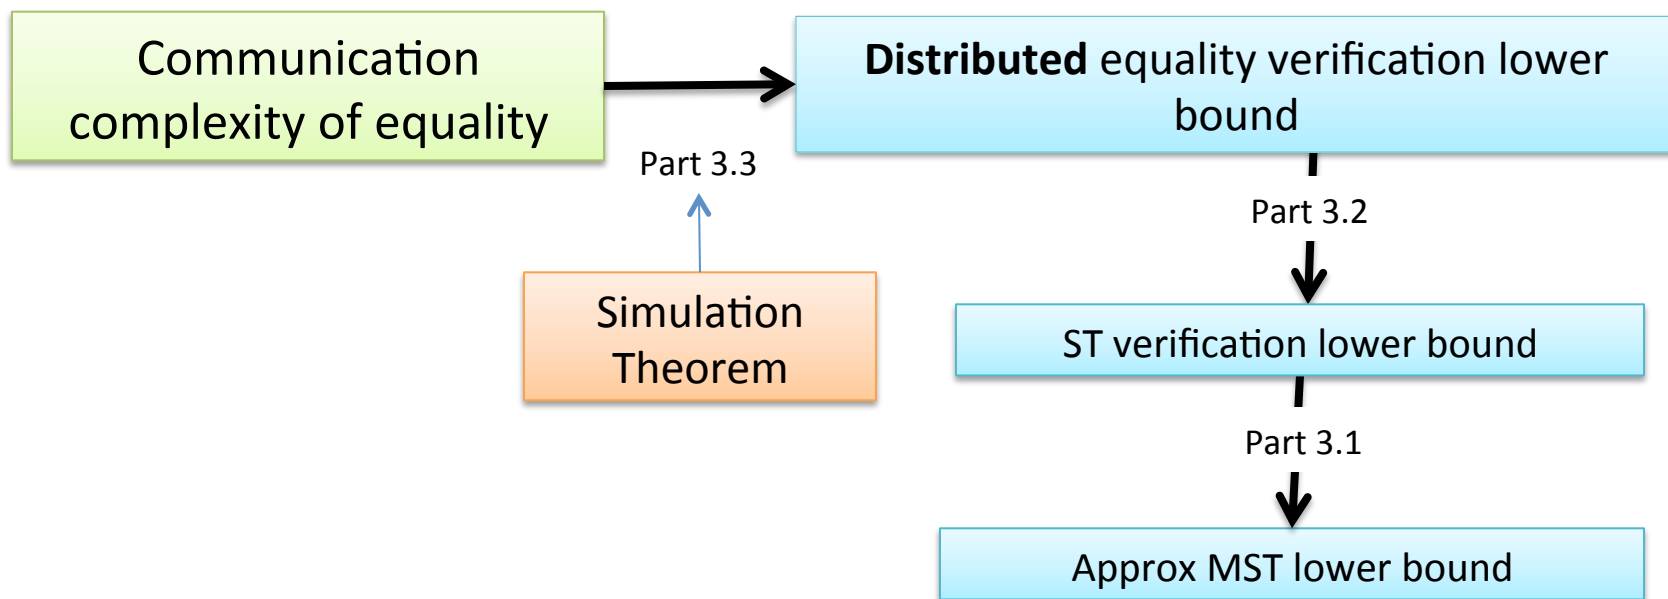 Communication
complexity of equality
Distributed equality verification lower
bound
Part 3.3
Part 3.2
Simulation
Theorem
ST verification lower bound
Part 3.1
Approx MST lower bound